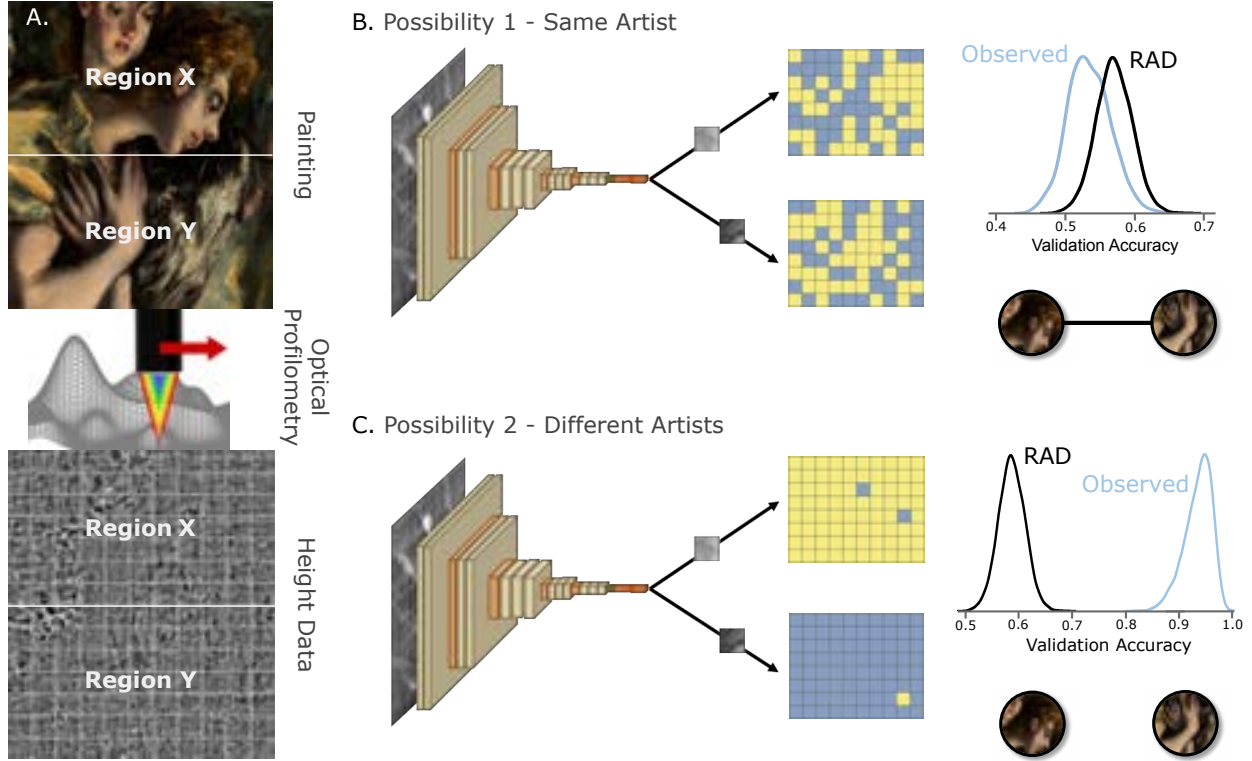 A.
Region X
Region Y
Painting
Optical
Profilometry
Region X
Region Y
Height Data
B. Possibility 1 - Same Artist
Observed
RAD
0.4 0.5 0.6 0.7
Validation Accuracy
C. Possibility 2 - Different Artists
RAD
Observed
0.5 0.6 0.7 0.8 0.9 1.0
Validation Accuracy